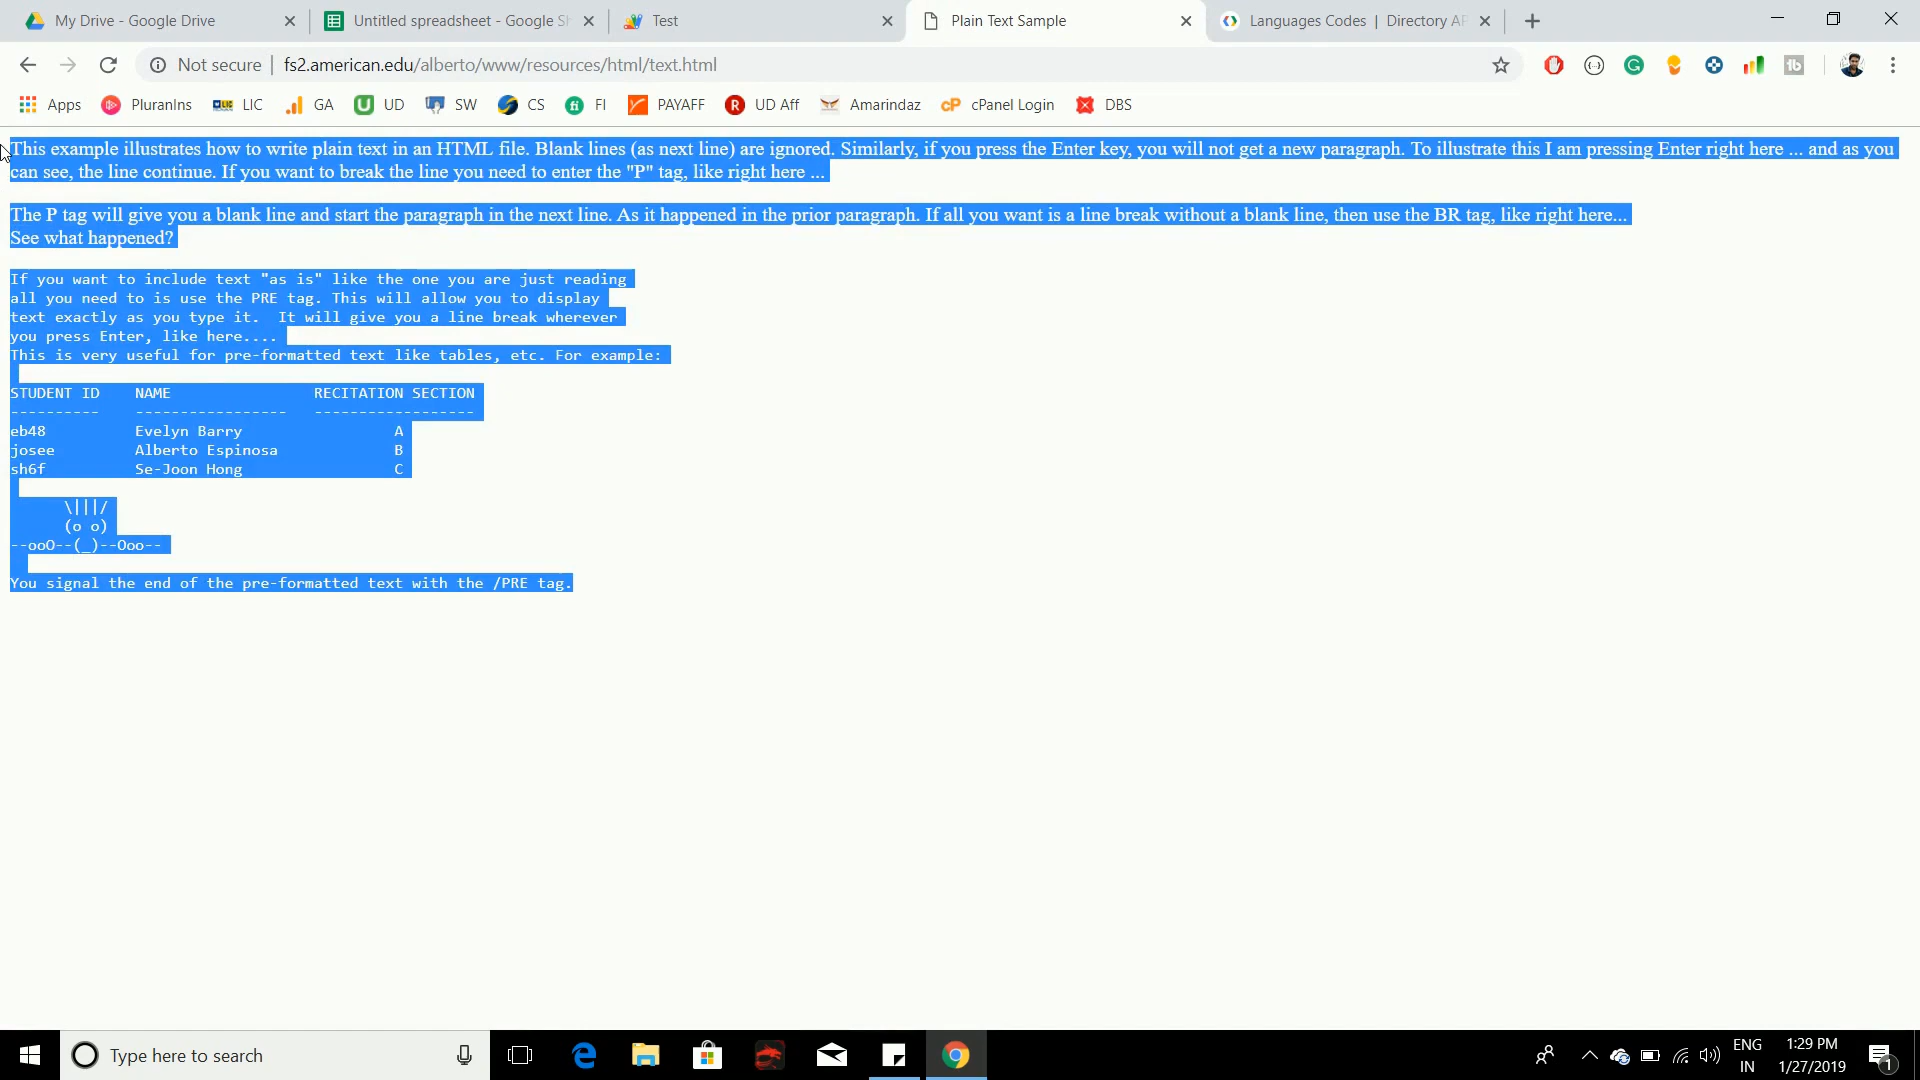 My Drive - Google Drive
Untitled spreadsheet - Google Sh
Test
Plain Text Sample
Languages Codes | Directory AP
Not secure | fs2.american.edu/alberto/www/resources/html/text.html
Apps PluranIns LIC GA UD SW CS FI PAYAFF UD Aff Amarindaz cPanel Login DBS
This example illustrates how to write plain text in an HTML file. Blank lines (as next line) are ignored. Similarly, if you press the Enter key, you will not get a new paragraph. To illustrate this I am pressing Enter right here ... and as you
can see, the line continue. If you want to break the line you need to enter the "P" tag, like right here ...
The P tag will give you a blank line and start the paragraph in the next line. As it happened in the prior paragraph. If all you want is a line break without a blank line, then use the BR tag, like right here...
See what happened?
If you want to include text "as is" like the one you are just reading
all you need to is use the PRE tag. This will allow you to display
text exactly as you type it.  It will give you a line break wherever
you press Enter, like here....
This is very useful for pre-formatted text like tables, etc. For example:
STUDENT ID    NAME                RECITATION SECTION
----------    -----------------   ------------------
eb48          Evelyn Barry                 A
josee         Alberto Espinosa             B
sh6f          Se-Joon Hong                 C
      \|||/
      (o o)
--ooO--(_)--Ooo--
You signal the end of the pre-formatted text with the /PRE tag.
Type here to search
ENG
IN
1:29 PM
1/27/2019
1